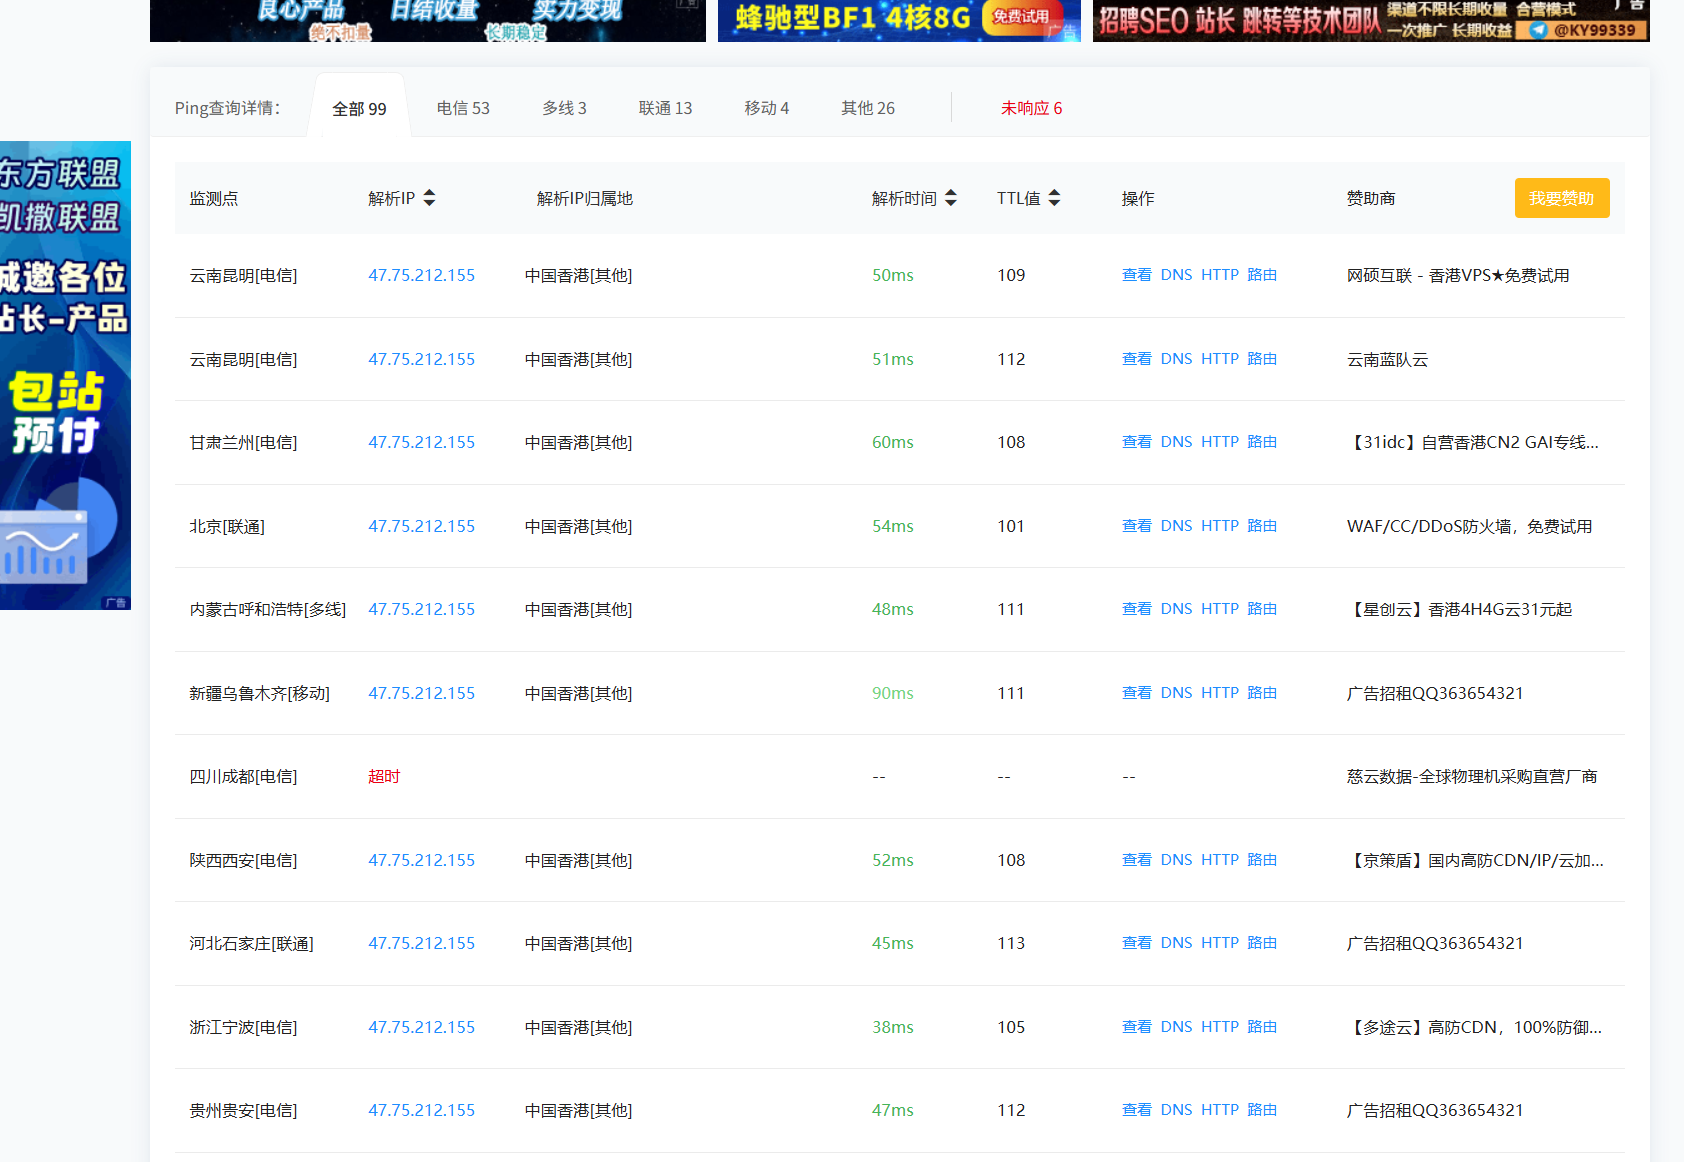 良心产品 日结收量 实力变现
绝不扣量 长期稳定
广告
蜂驰型BF1 4核8G 免费试用
广告
招聘SEO 站长 跳转等技术团队
渠道不限长期收量 合营模式
一次推广 长期收益 @KY99339
广告
东方联盟
凯撒联盟
诚邀各位
站长-产品
包站
预付
广告
Ping查询详情： 全部 99 电信 53 多线 3 联通 13 移动 4 其他 26 未响应 6
监测点 解析IP 解析IP归属地 解析时间 TTL值 操作 赞助商 我要赞助
云南昆明[电信] 47.75.212.155 中国香港[其他] 50ms 109 查看 DNS HTTP 路由 网硕互联 - 香港VPS★免费试用
云南昆明[电信] 47.75.212.155 中国香港[其他] 51ms 112 查看 DNS HTTP 路由 云南蓝队云
甘肃兰州[电信] 47.75.212.155 中国香港[其他] 60ms 108 查看 DNS HTTP 路由 【31idc】自营香港CN2 GAI专线...
北京[联通] 47.75.212.155 中国香港[其他] 54ms 101 查看 DNS HTTP 路由 WAF/CC/DDoS防火墙，免费试用
内蒙古呼和浩特[多线] 47.75.212.155 中国香港[其他] 48ms 111 查看 DNS HTTP 路由 【星创云】香港4H4G云31元起
新疆乌鲁木齐[移动] 47.75.212.155 中国香港[其他] 90ms 111 查看 DNS HTTP 路由 广告招租QQ363654321
四川成都[电信] 超时 -- -- -- 慈云数据-全球物理机采购直营厂商
陕西西安[电信] 47.75.212.155 中国香港[其他] 52ms 108 查看 DNS HTTP 路由 【京策盾】国内高防CDN/IP/云加...
河北石家庄[联通] 47.75.212.155 中国香港[其他] 45ms 113 查看 DNS HTTP 路由 广告招租QQ363654321
浙江宁波[电信] 47.75.212.155 中国香港[其他] 38ms 105 查看 DNS HTTP 路由 【多途云】高防CDN，100%防御...
贵州贵安[电信] 47.75.212.155 中国香港[其他] 47ms 112 查看 DNS HTTP 路由 广告招租QQ363654321